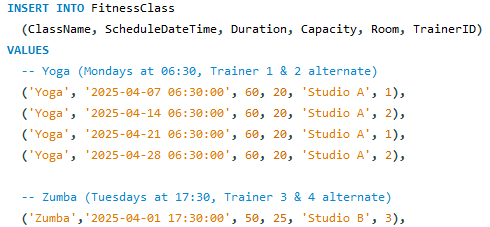 INSERT INTO FitnessClass
(ClassName, ScheduleDateTime, Duration, Capacity, Room, TrainerID)
VALUES
-- Yoga (Mondays at 06:30, Trainer 1 & 2 alternate)
('Yoga', '2025-04-07 06:30:00', 60, 20, 'Studio A', 1),
('Yoga', '2025-04-14 06:30:00', 60, 20, 'Studio A', 2),
('Yoga', '2025-04-21 06:30:00', 60, 20, 'Studio A', 1),
('Yoga', '2025-04-28 06:30:00', 60, 20, 'Studio A', 2),
-- Zumba (Tuesdays at 17:30, Trainer 3 & 4 alternate)
('Zumba','2025-04-01 17:30:00', 50, 25, 'Studio B', 3),